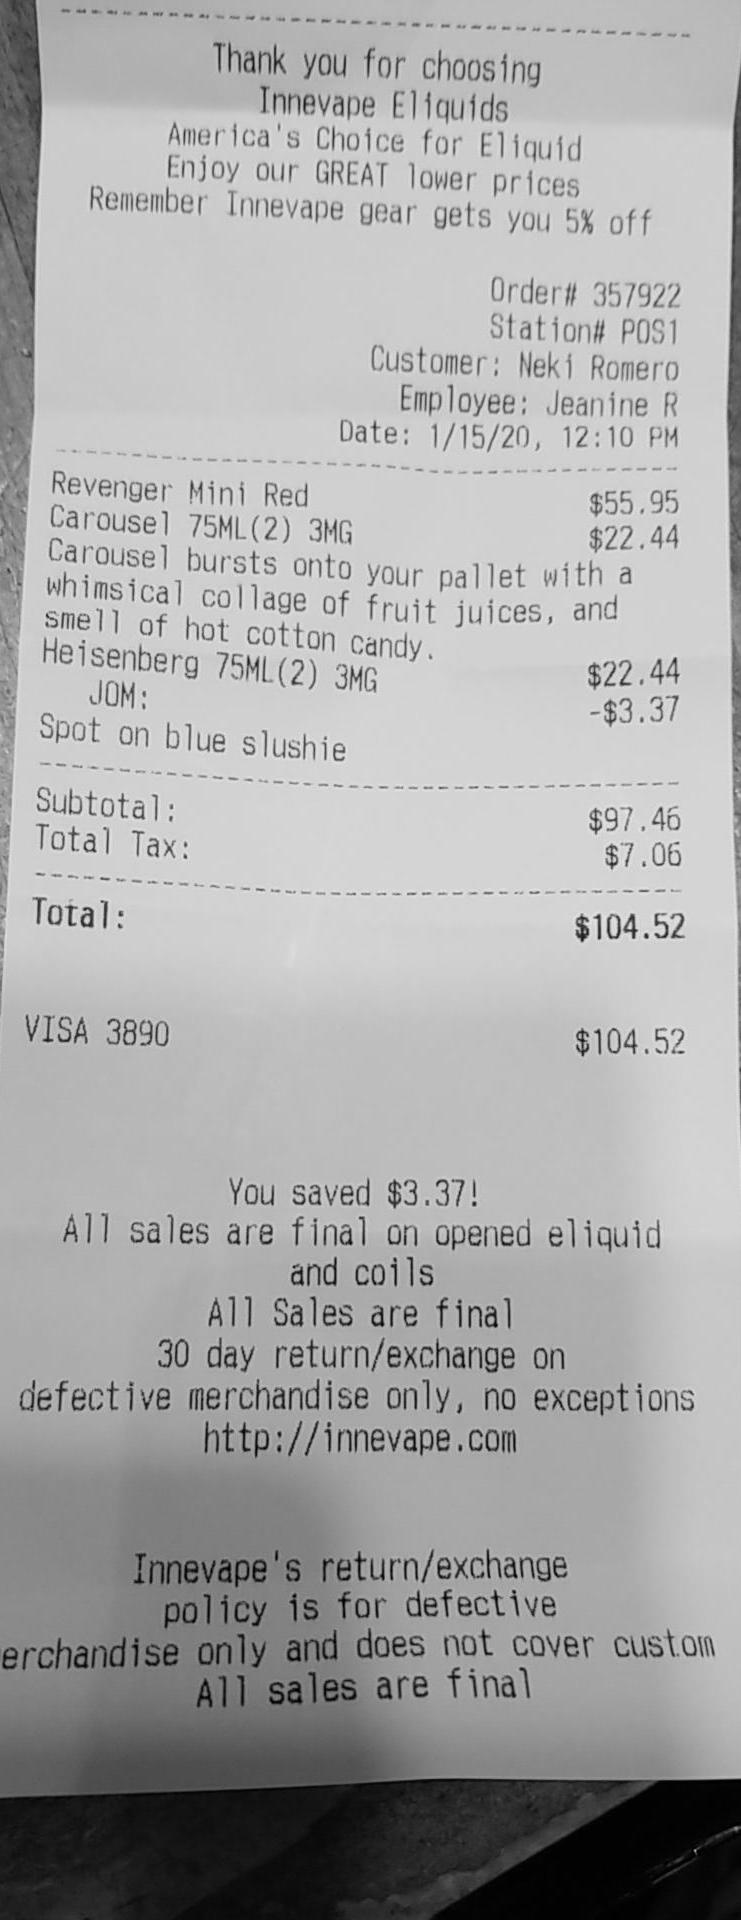 Thank you for choosing
Innevape Eliquids
America's Choice for Eliquid
Enjoy our GREAT lower prices
Remember Innevape gear gets you 5% off
Order# 357922
Station# POS1
Customer: Neki Romero
Employee: Jeanine R
Date: 1/15/20, 12:10 PM
Revenger Mini Red $55.95
Carousel 75ML(2) 3MG $22.44
Carousel bursts onto your pallet with a
whimsical collage of fruit juices, and
smell of hot cotton candy.
Heisenberg 75ML(2) 3MG $22.44
JOM: -$3.37
Spot on blue slushie
Subtotal: $97.46
Total Tax: $7.06
Total: $104.52
VISA 3890 $104.52
You saved $3.37!
All sales are final on opened eliquid
and coils
All Sales are final
30 day return/exchange on
defective merchandise only, no exceptions
http://innevape.com
Innevape's return/exchange
policy is for defective
erchandise only and does not cover custom
All sales are final